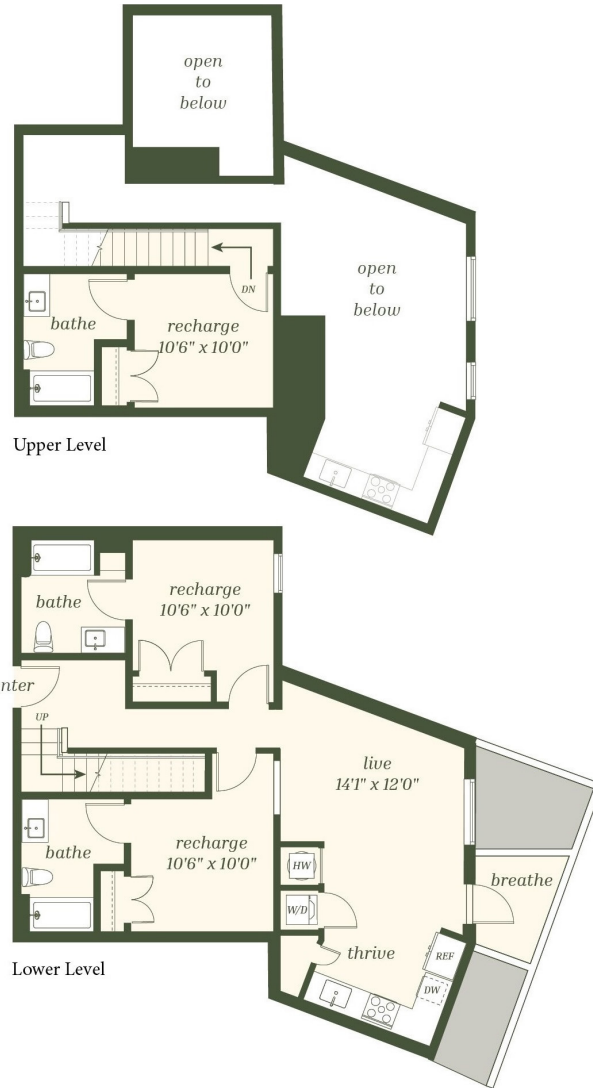 open
to
below
open
to
below
DN
bathe
recharge
10'6" x 10'0"
Upper Level
recharge
10'6" x 10'0"
bathe
nter
UP
live
14'1" x 12'0"
recharge
10'6" x 10'0"
bathe
HW
breathe
W/D
thrive
REF
DW
Lower Level